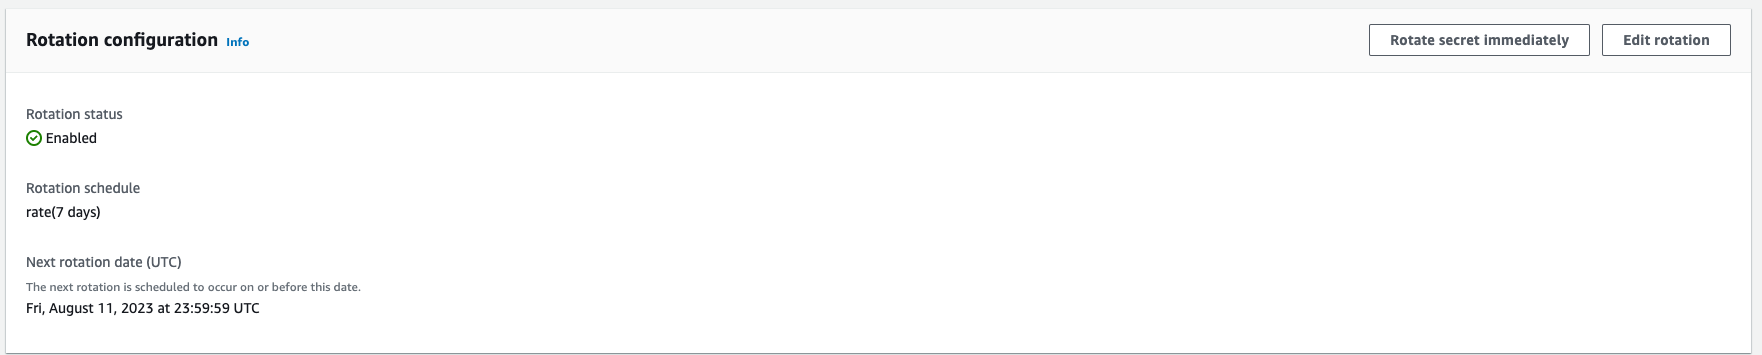 Rotation configuration Info
Rotate secret immediately
Edit rotation
Rotation status
Enabled
Rotation schedule
rate(7 days)
Next rotation date (UTC)
The next rotation is scheduled to occur on or before this date.
Fri, August 11, 2023 at 23:59:59 UTC